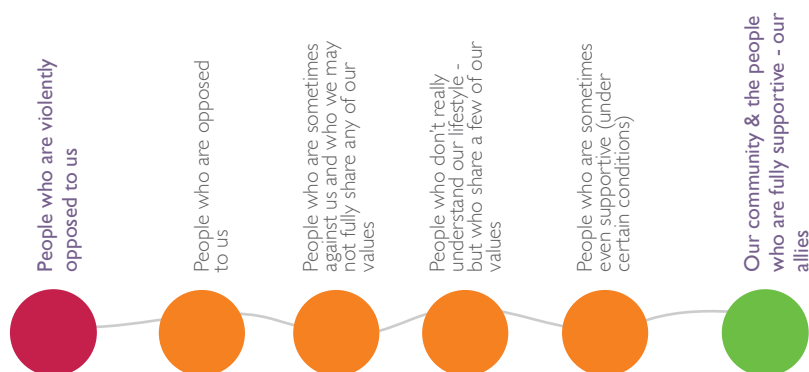 People who are violently
opposed to us
People who are opposed
to us
People who are sometimes
against us and who we may
not fully share any of our
values
People who don't really
understand our lifestyle -
but who share a few of our
values
People who are sometimes
even supportive (under
certain conditions)
Our community & the people
who are fully supportive - our
allies